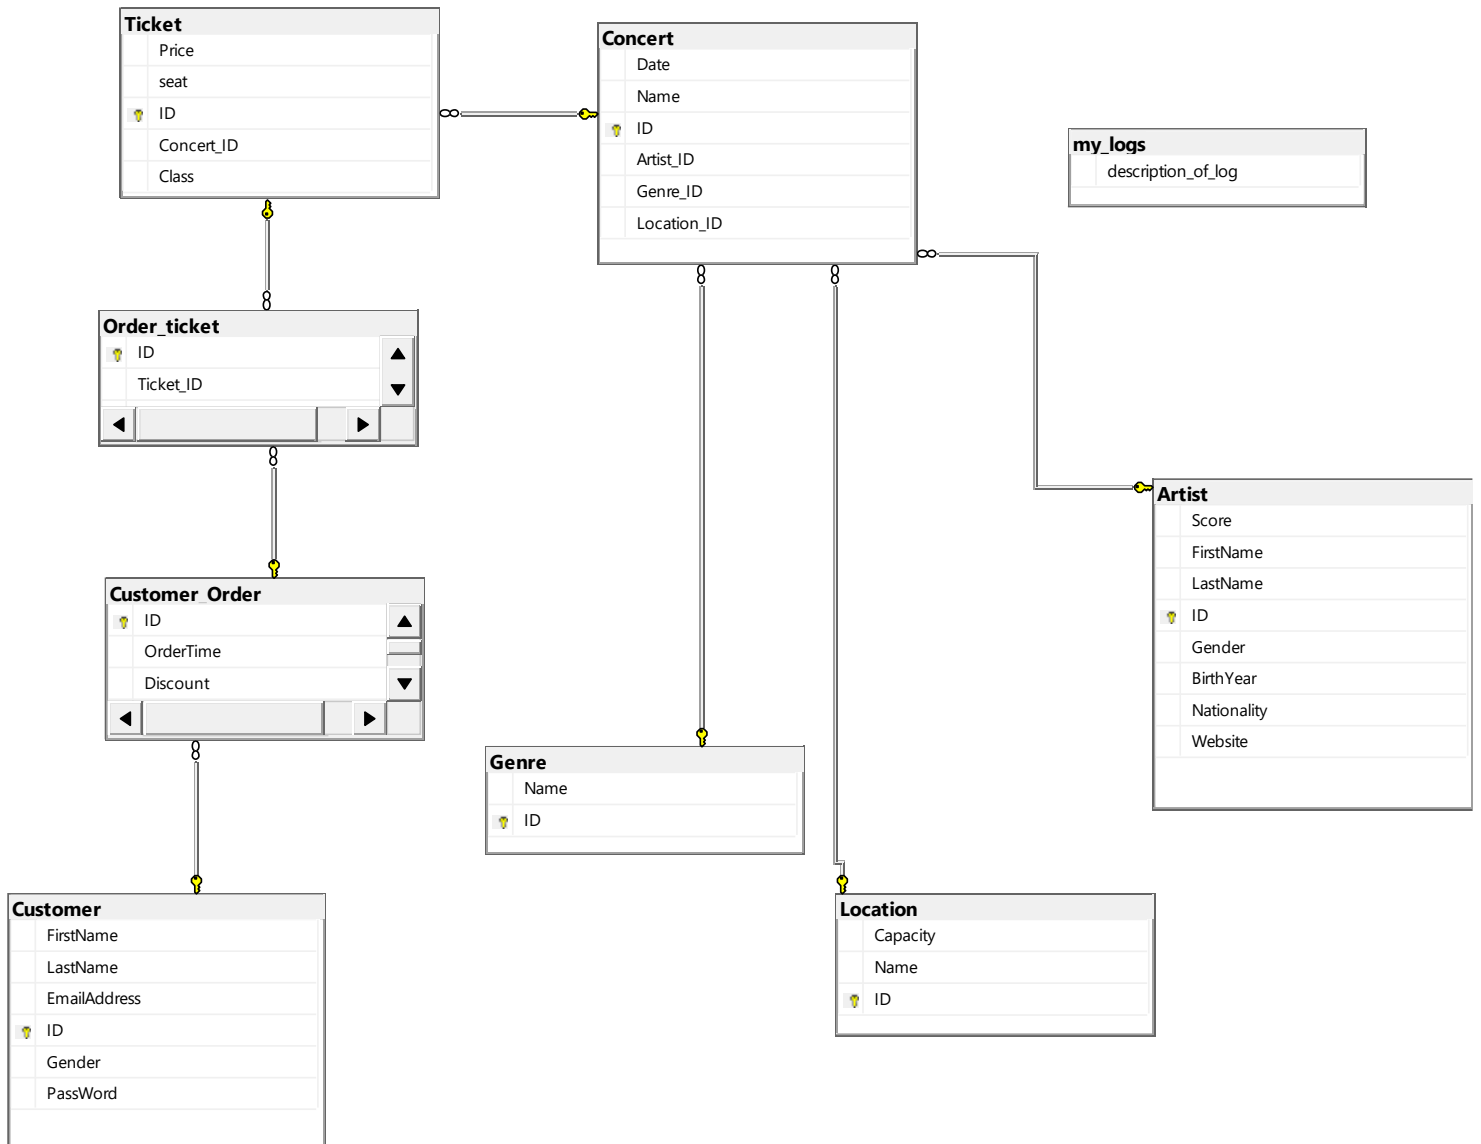 Ticket
Price
seat
ID
Concert_ID
Class
Concert
Date
Name
ID
Artist_ID
Genre_ID
Location_ID
my_logs
description_of_log
Order_ticket
ID
Ticket_ID
Artist
Score
FirstName
LastName
ID
Gender
BirthYear
Nationality
Website
Customer_Order
ID
OrderTime
Discount
Genre
Name
ID
Customer
FirstName
LastName
EmailAddress
ID
Gender
PassWord
Location
Capacity
Name
ID